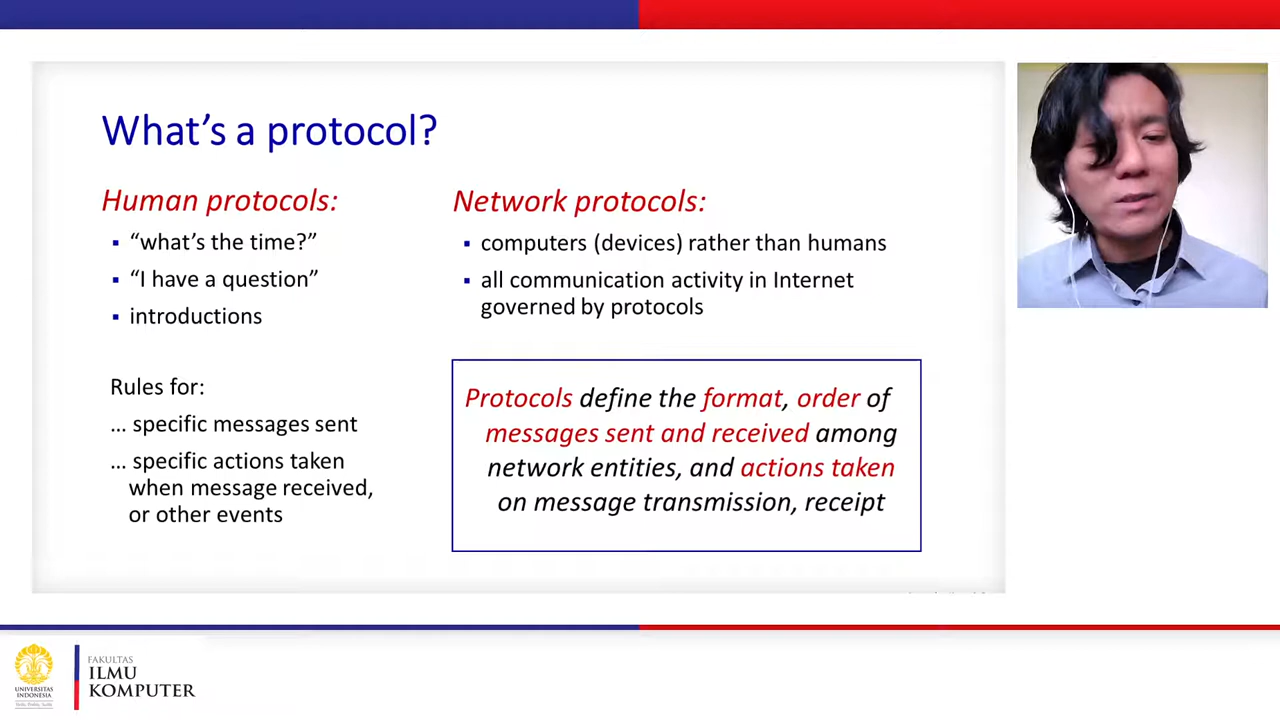 What’s a protocol?
Human protocols:
▪ “what’s the time?”
▪ “I have a question”
▪ introductions
Rules for:
… specific messages sent
… specific actions taken
when message received,
or other events
Network protocols:
▪ computers (devices) rather than humans
▪ all communication activity in Internet
governed by protocols
Protocols define the format, order of
messages sent and received among
network entities, and actions taken
on message transmission, receipt
UNIVERSITAS
INDONESIA
FAKULTAS
ILMU
KOMPUTER